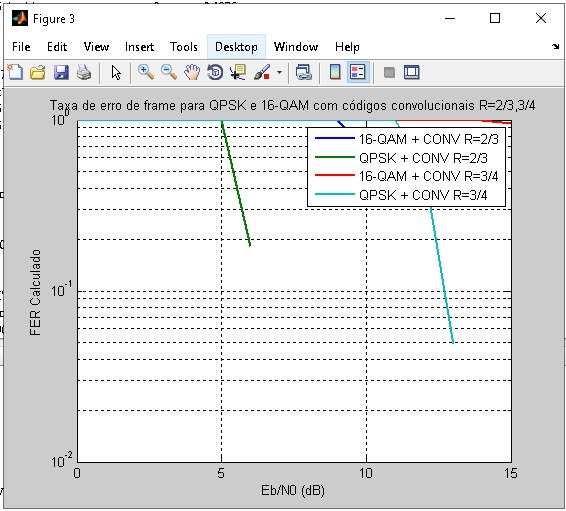 Figure 3
File Edit View Insert Tools Desktop Window Help
Taxa de erro de frame para QPSK e 16-QAM com códigos convolucionais R=2/3,3/4
10^0
16-QAM + CONV R=2/3
QPSK + CONV R=2/3
16-QAM + CONV R=3/4
QPSK + CONV R=3/4
FER Calculado
10^-1
10^-2
0 5 10 15
Eb/N0 (dB)